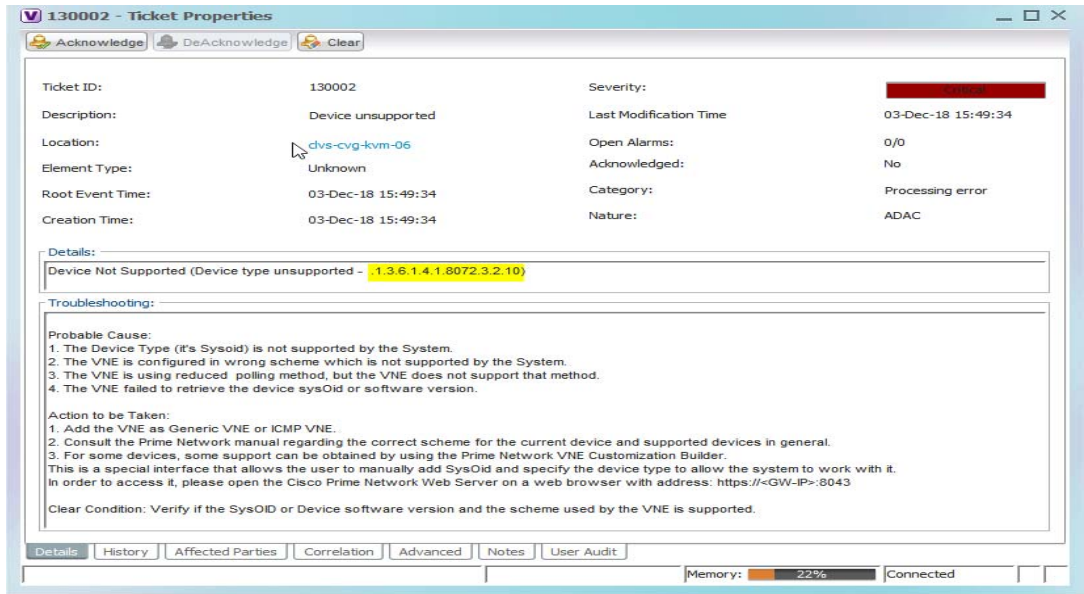 130002 - Ticket Properties
Acknowledge DeAcknowledge Clear
Ticket ID: 130002 Severity: Critical
Description: Device unsupported Last Modification Time 03-Dec-18 15:49:34
Location: clvs-cvg-kvm-06 Open Alarms: 0/0
Element Type: Unknown Acknowledged: No
Root Event Time: 03-Dec-18 15:49:34 Category: Processing error
Creation Time: 03-Dec-18 15:49:34 Nature: ADAC
Details:
Device Not Supported (Device type unsupported - .1.3.6.1.4.1.8072.3.2.10)
Troubleshooting:
Probable Cause:
1. The Device Type (it's Sysoid) is not supported by the System.
2. The VNE is configured in wrong scheme which is not supported by the System.
3. The VNE is using reduced polling method, but the VNE does not support that method.
4. The VNE failed to retrieve the device sysOid or software version.
Action to be Taken:
1. Add the VNE as Generic VNE or ICMP VNE.
2. Consult the Prime Network manual regarding the correct scheme for the current device and supported devices in general.
3. For some devices, some support can be obtained by using the Prime Network VNE Customization Builder.
This is a special interface that allows the user to manually add SysOid and specify the device type to allow the system to work with it.
In order to access it, please open the Cisco Prime Network Web Server on a web browser with address: https://<GW-IP>:8043
Clear Condition: Verify if the SysOID or Device software version and the scheme used by the VNE is supported.
Details History Affected Parties Correlation Advanced Notes User Audit
Memory: 22% Connected